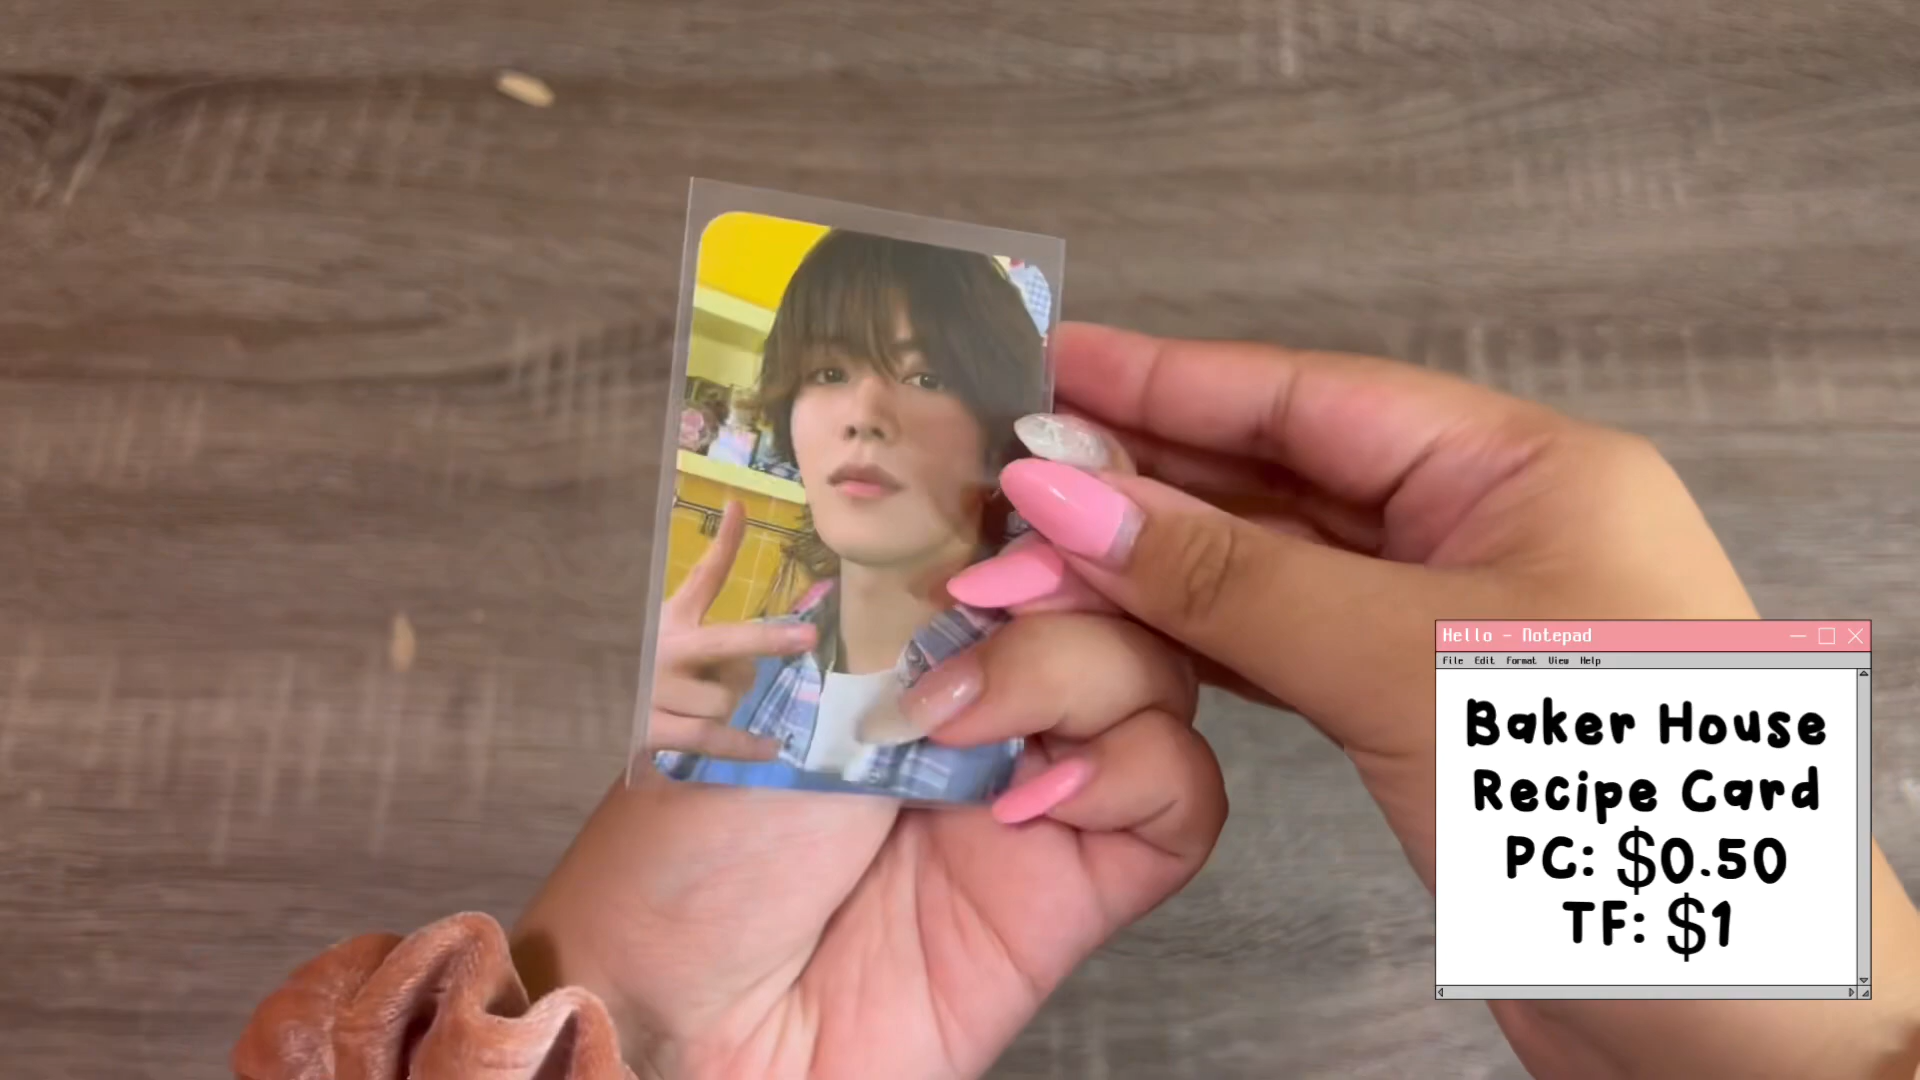 Hello - Notepad
File Edit Format View Help
Baker House
Recipe Card
PC: $0.50
TF: $1